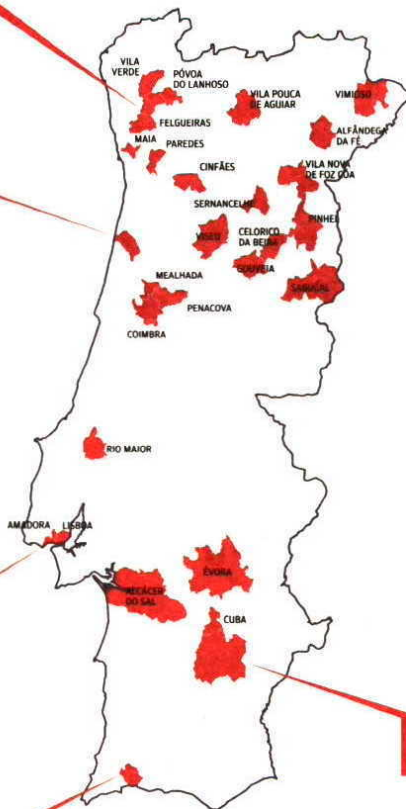 VILA
VERDE
PÓVOA
DO LANHOSO
VILA POUCA
DE AGUIAR
VIMIOSO
FELGUEIRAS
ALFÂNDEGA
DA FÉ
MAIA
PAREDES
CINFÃES
VILA NOVA
DE FOZ CÔA
SERNANCELHE
PINHEL
VISEU
CELORICO
DA BEIRA
GOUVEIA
MEALHADA
SABUGAL
PENACOVA
COIMBRA
RIO MAIOR
AMADORA
LISBOA
ÉVORA
ALCÁCER
DO SAL
CUBA